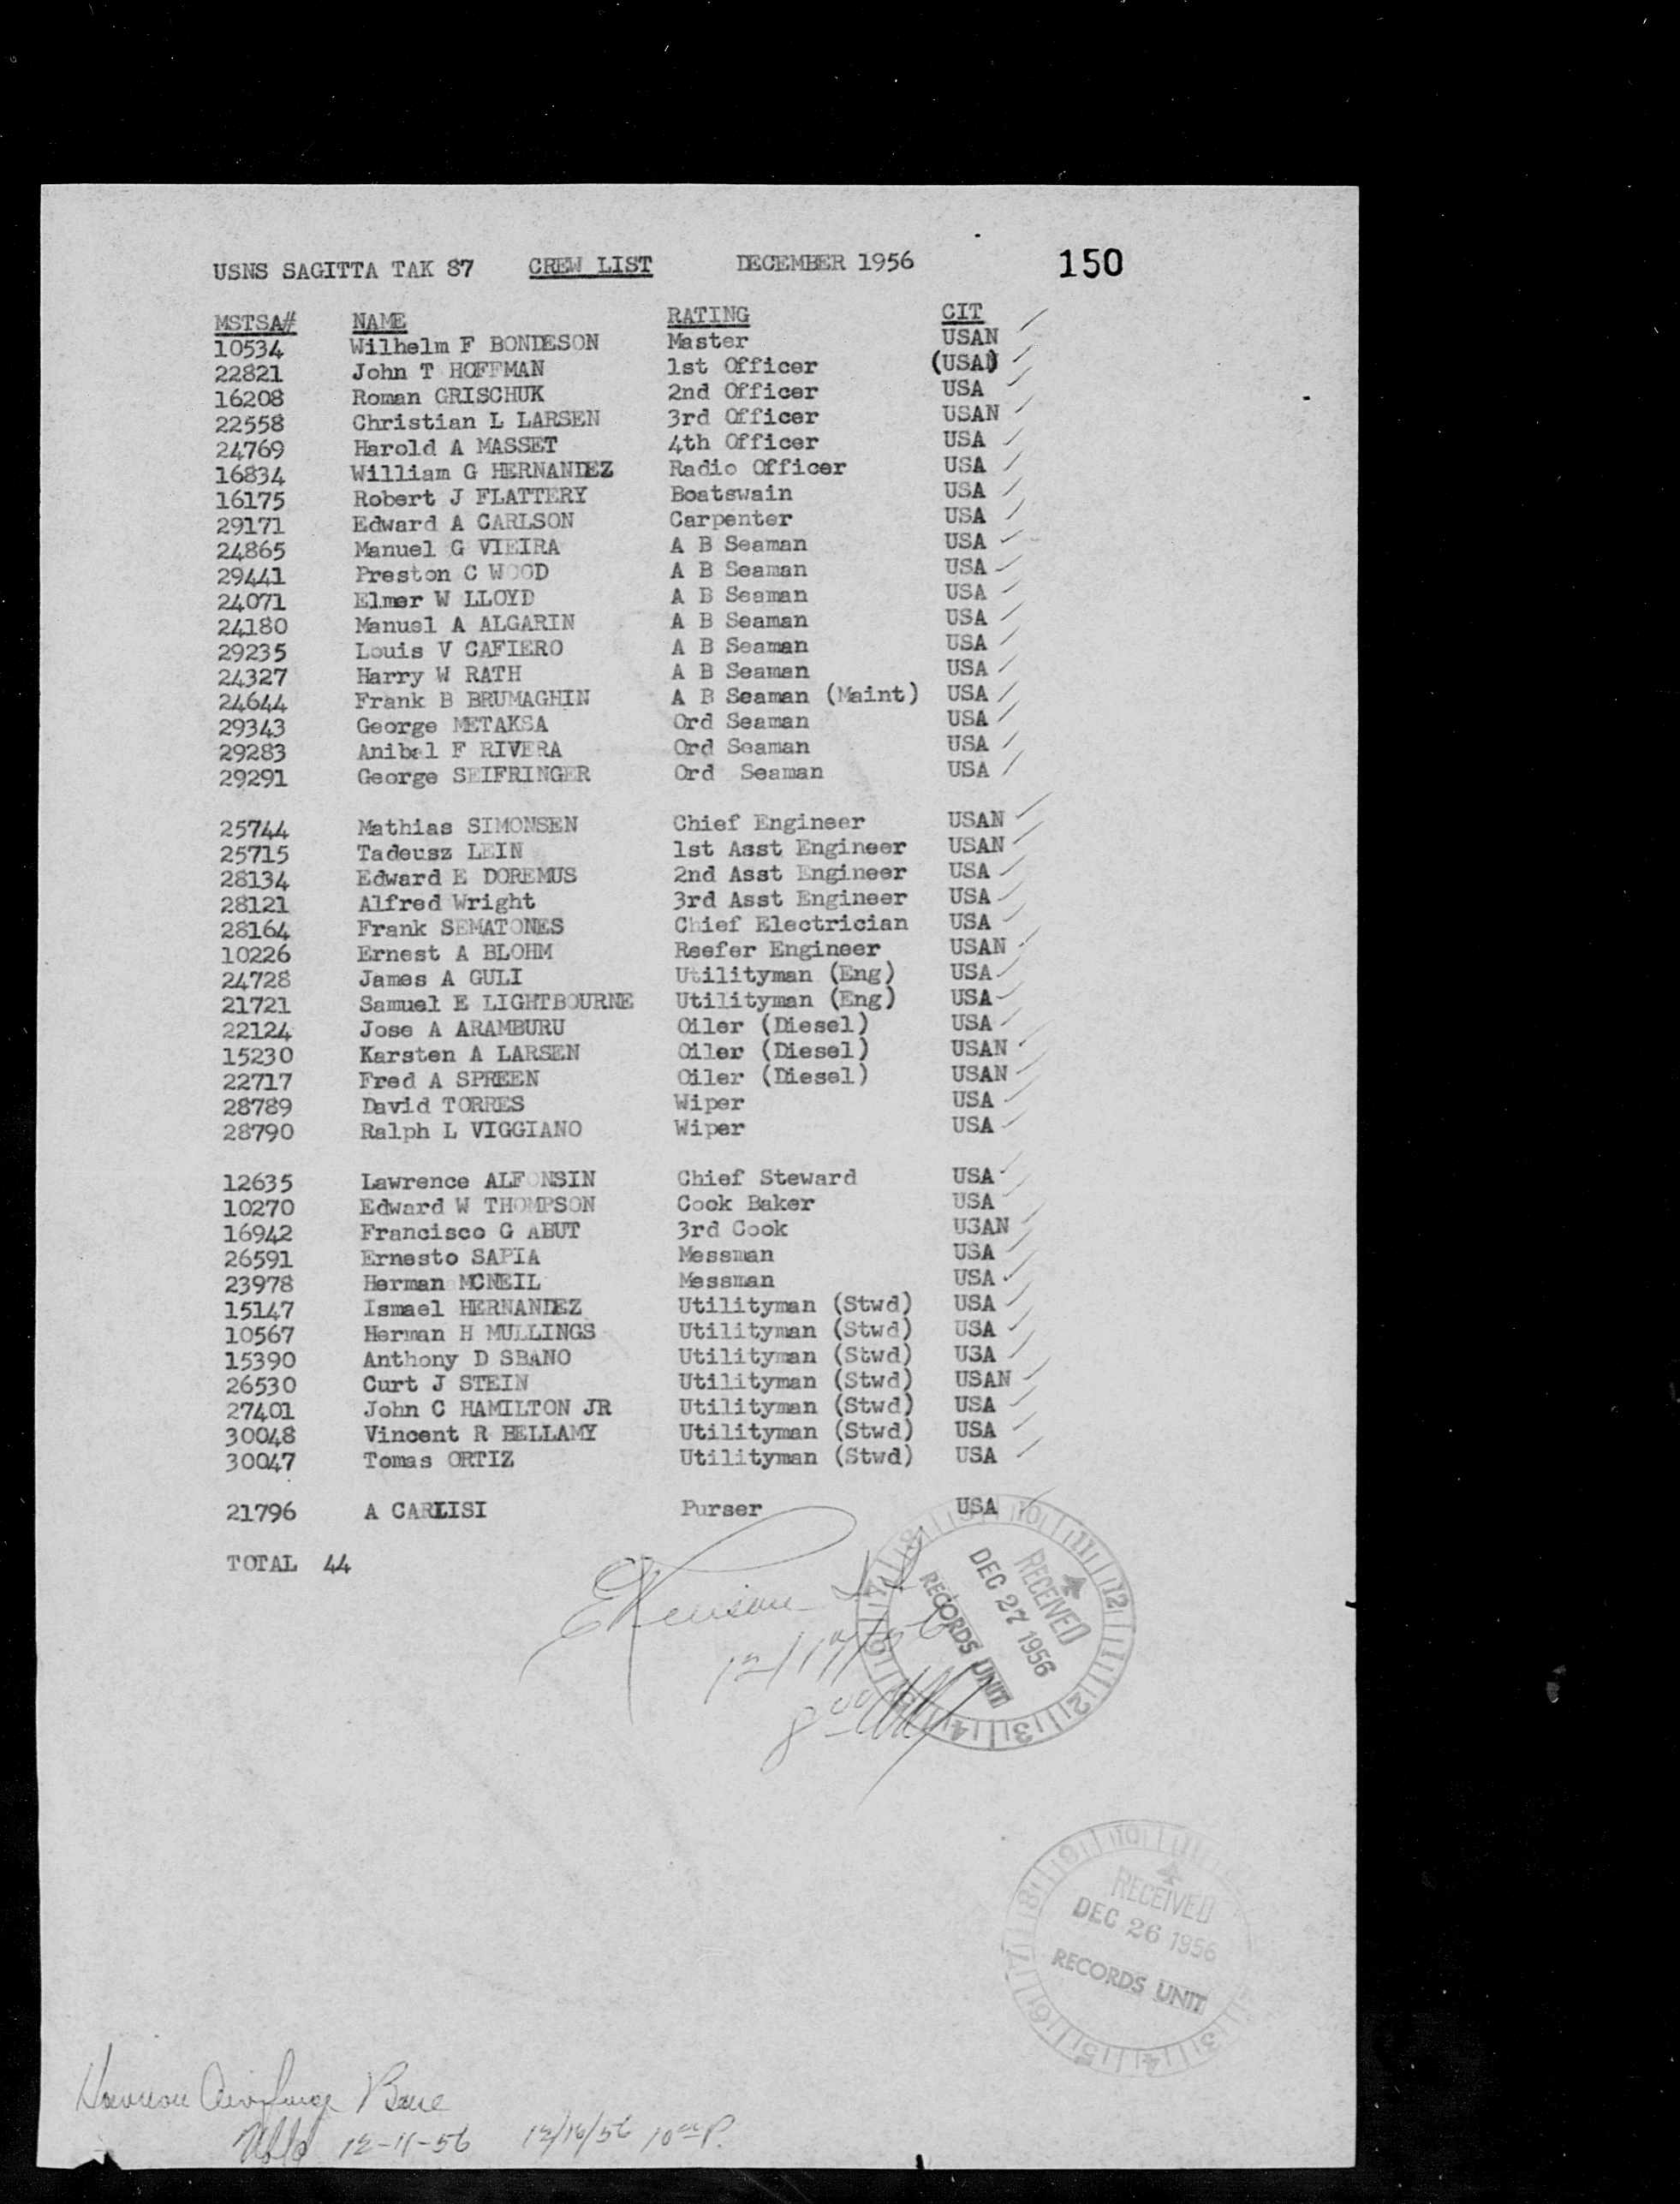 USNS SAGITTA TAK 87 CREW LIST DECEMBER 1956 150
MSTSA# NAME RATING CIT
10534 Wilhelm F BONDESON Master USAN
22821 John T HOFFMAN 1st Officer (USA)
16208 Roman GRISCHUK 2nd Officer USA
22558 Christian L LARSEN 3rd Officer USAN
24769 Harold A MASSET 4th Officer USA
16834 William G HERNANDEZ Radio Officer USA
16175 Robert J FLATTERY Boatswain USA
29171 Edward A CARLSON Carpenter USA
24865 Manuel G VIEIRA A B Seaman USA
29441 Preston C WOOD A B Seaman USA
24071 Elmer W LLOYD A B Seaman USA
24180 Manuel A ALGARIN A B Seaman USA
29235 Louis V CAFIERO A B Seaman USA
24327 Harry W RATH A B Seaman USA
24644 Frank B BRUMAGHIN A B Seaman (Maint) USA
29343 George METAKSA Ord Seaman USA
29283 Anibal F RIVERA Ord Seaman USA
29291 George SEIFRINGER Ord Seaman USA
25744 Mathias SIMONSEN Chief Engineer USAN
25715 Tadeusz LEIN 1st Asst Engineer USAN
28134 Edward E DOREMUS 2nd Asst Engineer USA
28121 Alfred Wright 3rd Asst Engineer USA
28164 Frank SEMATONES Chief Electrician USA
10226 Ernest A BLOHM Reefer Engineer USAN
24728 James A GULI Utilityman (Eng) USA
21721 Samuel E LIGHTBOURNE Utilityman (Eng) USA
22124 Jose A ARAMBURU Oiler (Diesel) USA
15230 Karsten A LARSEN Oiler (Diesel) USAN
22717 Fred A SPREEN Oiler (Diesel) USAN
28789 David TORRES Wiper USA
28790 Ralph L VIGGIANO Wiper USA
12635 Lawrence ALFONSIN Chief Steward USA
10270 Edward W THOMPSON Cook Baker USA
16942 Francisco G ABUT 3rd Cook USAN
26591 Ernesto SAPIA Messman USA
23978 Herman MCNEIL Messman USA
15147 Ismael HERNANDEZ Utilityman (Stwd) USA
10567 Herman H MULLINGS Utilityman (Stwd) USA
15390 Anthony D SBANO Utilityman (Stwd) USA
26530 Curt J STEIN Utilityman (Stwd) USAN
27401 John C HAMILTON JR Utilityman (Stwd) USA
30048 Vincent R BELLAMY Utilityman (Stwd) USA
30047 Tomas ORTIZ Utilityman (Stwd) USA
21796 A CARLISI Purser USA
TOTAL 44
RECEIVED
DEC 27 1956
RECORDS UNIT
RECEIVED
DEC 26 1956
RECORDS UNIT
Base
12-11-56 12/16/56